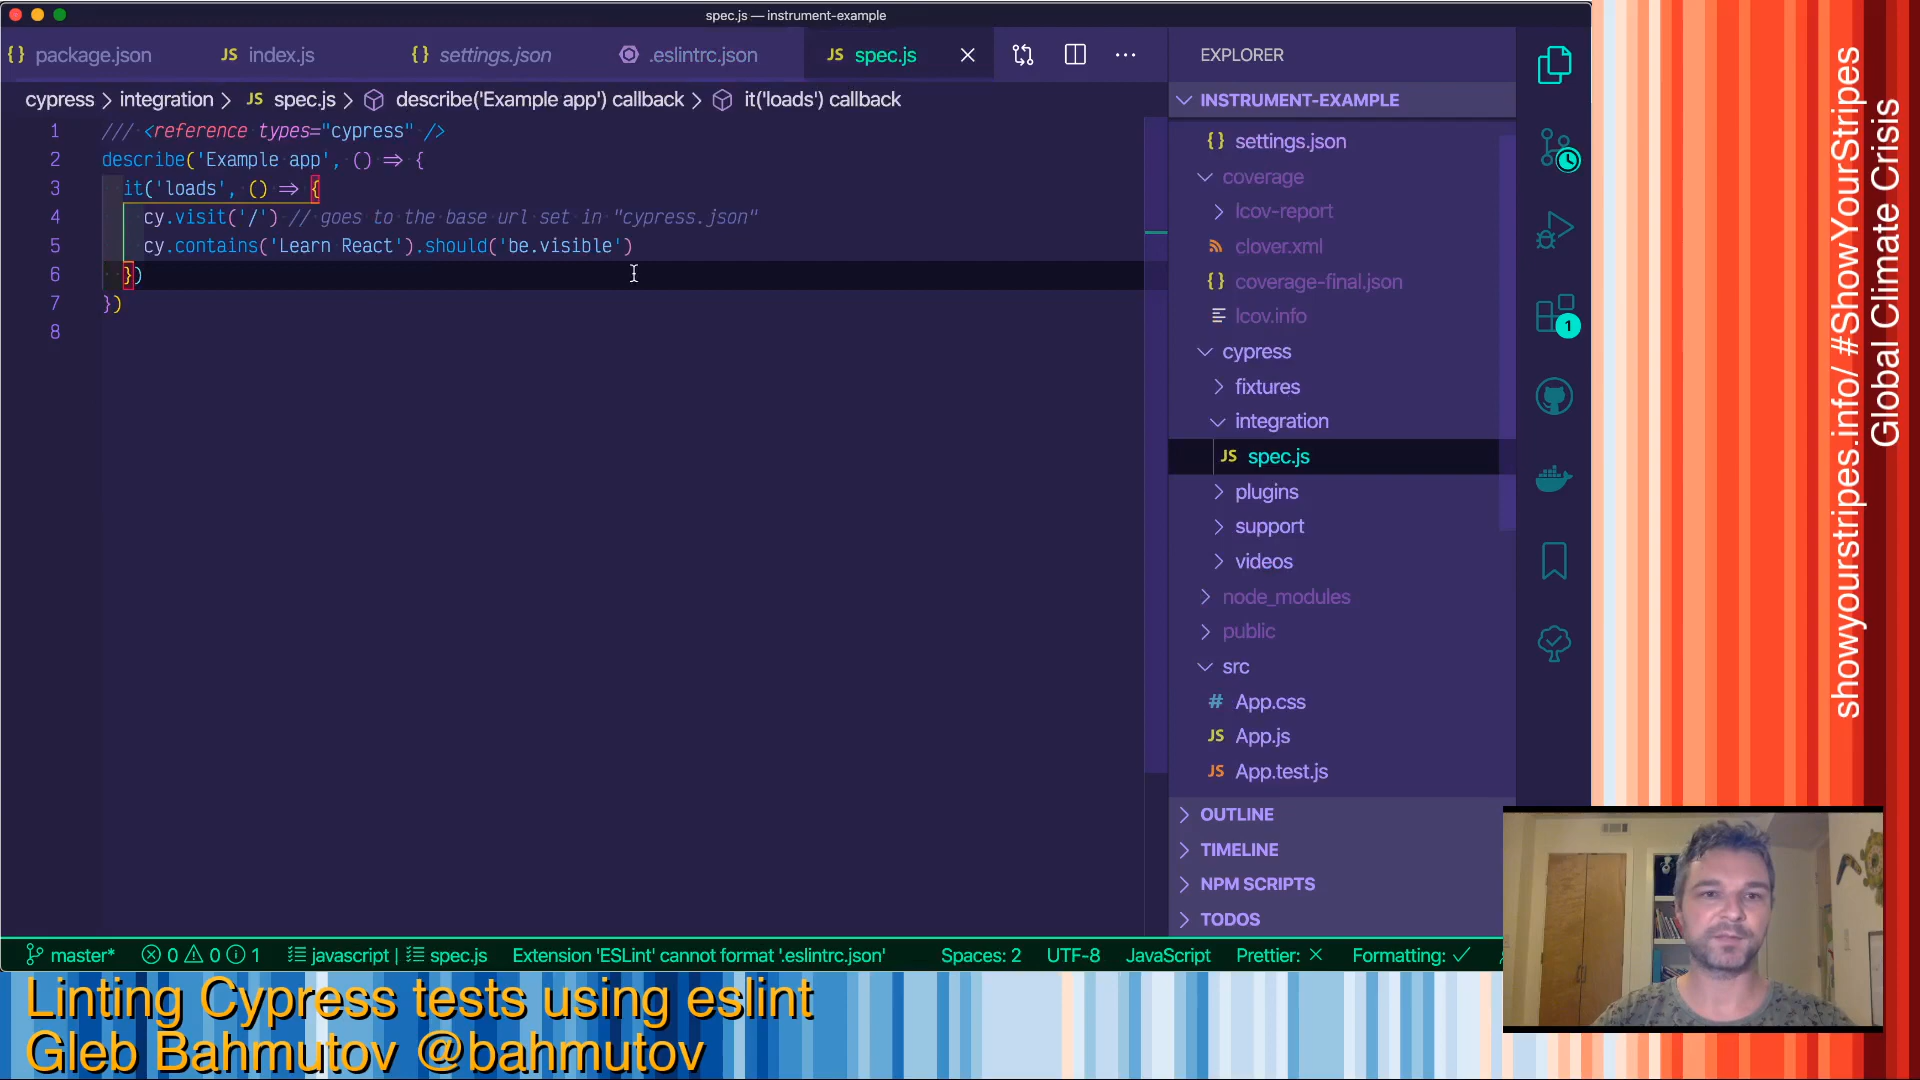 spec.js — instrument-example
{} package.json JS index.js {} settings.json .eslintrc.json JS spec.js
cypress > integration > JS spec.js > describe('Example app') callback > it('loads') callback
1 /// <reference types="cypress" />
2 describe('Example app', () => {
3 it('loads', () => {
4 cy.visit('/') // goes to the base url set in "cypress.json"
5 cy.contains('Learn React').should('be.visible')
6 })
7 })
8
EXPLORER
INSTRUMENT-EXAMPLE
{} settings.json
coverage
lcov-report
clover.xml
{} coverage-final.json
lcov.info
cypress
fixtures
integration
JS spec.js
plugins
support
videos
node_modules
public
src
# App.css
JS App.js
JS App.test.js
OUTLINE
TIMELINE
NPM SCRIPTS
TODOS
1
master* 0 0 1 javascript | spec.js Extension 'ESLint' cannot format '.eslintrc.json' Spaces: 2 UTF-8 JavaScript Prettier: × Formatting: ✓
showyourstripes.info/ #ShowYourStripes
Global Climate Crisis
Linting Cypress tests using eslint
Gleb Bahmutov @bahmutov